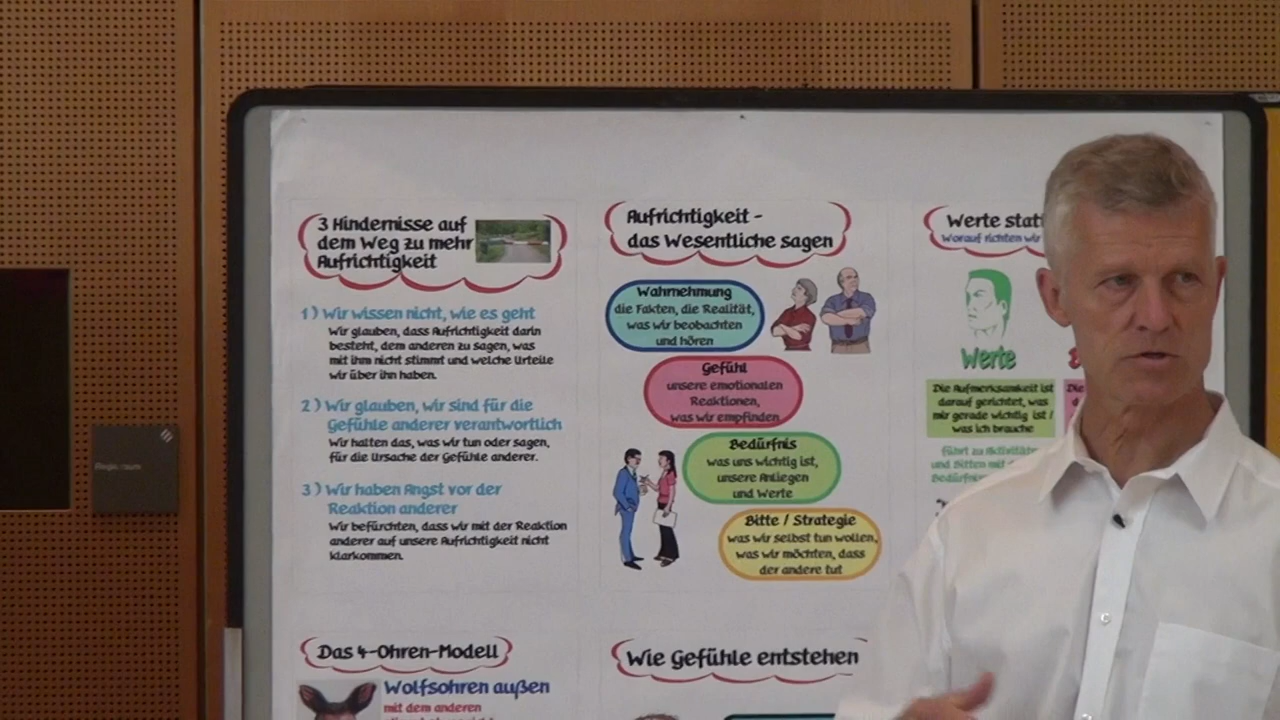 3 Hindernisse auf
dem Weg zu mehr
Aufrichtigkeit
1) Wir wissen nicht, wie es geht
Wir glauben, dass Aufrichtigkeit darin
besteht, dem anderen zu sagen, was
mit ihm nicht stimmt und welche Urteile
wir über ihn haben.
2) Wir glauben, wir sind für die
Gefühle anderer verantwortlich
Wir halten das, was wir tun oder sagen,
für die Ursache der Gefühle anderer.
3) Wir haben Angst vor der
Reaktion anderer
Wir befürchten, dass wir mit der Reaktion
anderer auf unsere Aufrichtigkeit nicht
klarkommen.
Aufrichtigkeit -
das Wesentliche sagen
Wahrnehmung
die Fakten, die Realität,
was wir beobachten
und hören
Gefühl
unsere emotionalen
Reaktionen,
was wir empfinden
Bedürfnis
was uns wichtig ist,
unsere Anliegen
und Werte
Bitte / Strategie
was wir selbst tun wollen,
was wir möchten, dass
der andere tut
Werte statt
Worauf richten wir
Werte
Die Aufmerksamkeit ist
darauf gerichtet, was
mir gerade wichtig ist /
was ich brauche
führt zu
und Bitten mit
Das 4-Ohren-Modell
Wolfsohren außen
mit dem anderen
Wie Gefühle entstehen